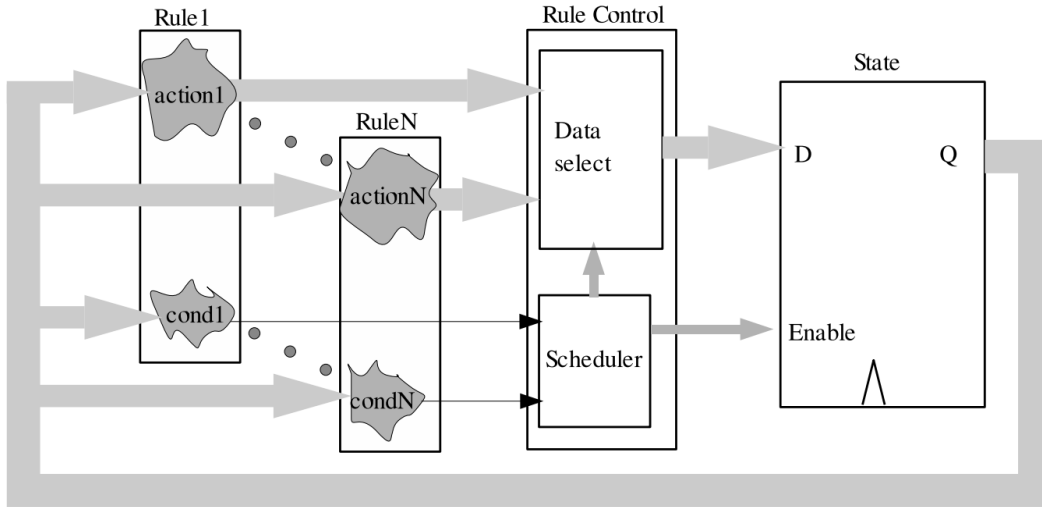 Rule1
Rule Control
State
action1
RuleN
Data
select
D
Q
actionN
cond1
Enable
Scheduler
condN